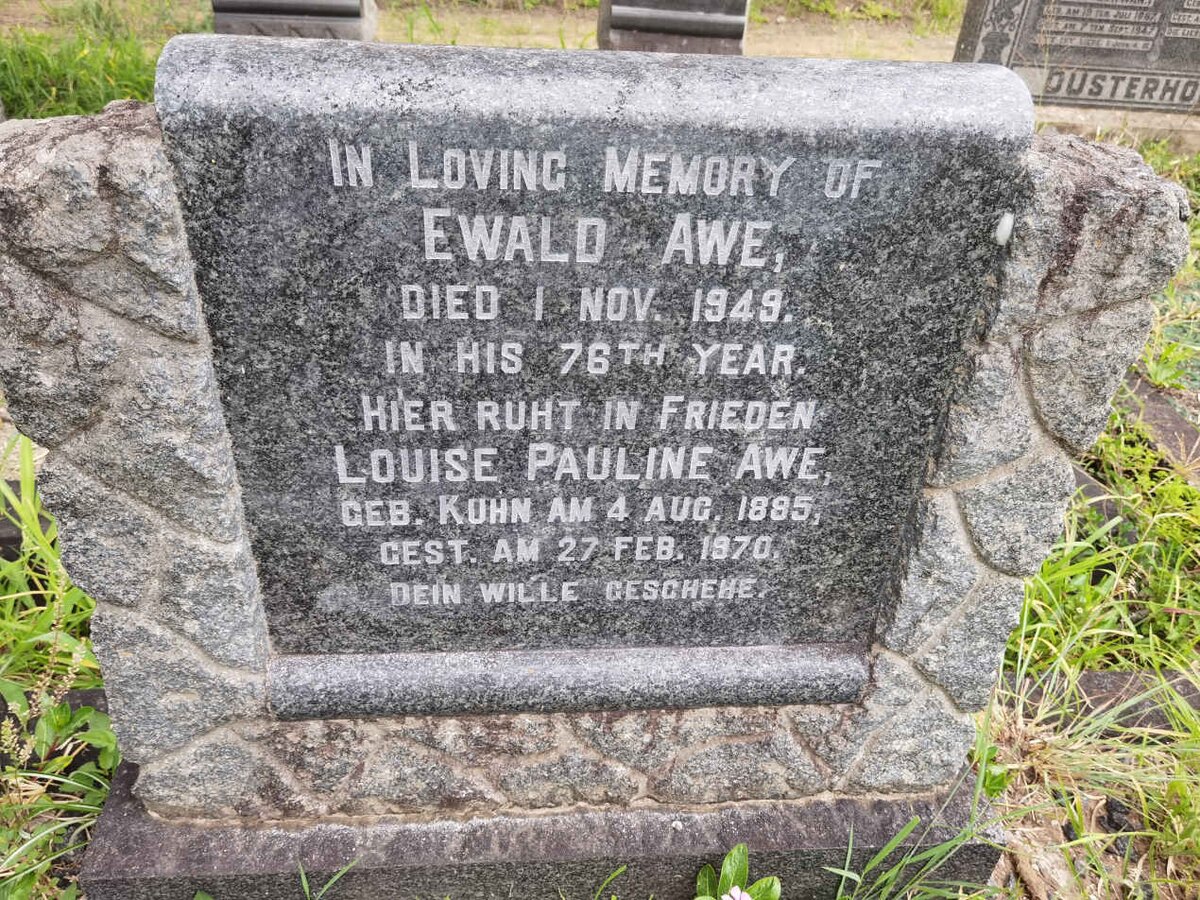 IN LOVING MEMORY OF
EWALD AWE,
DIED 1 NOV. 1949.
IN HIS 76TH YEAR.
HIER RUHT IN FRIEDEN
LOUISE PAULINE AWE,
GEB. KUHN AM 4 AUG. 1895,
GEST. AM 27 FEB. 1970.
DEIN WILLE GESCHEHE.
OUSTERHO